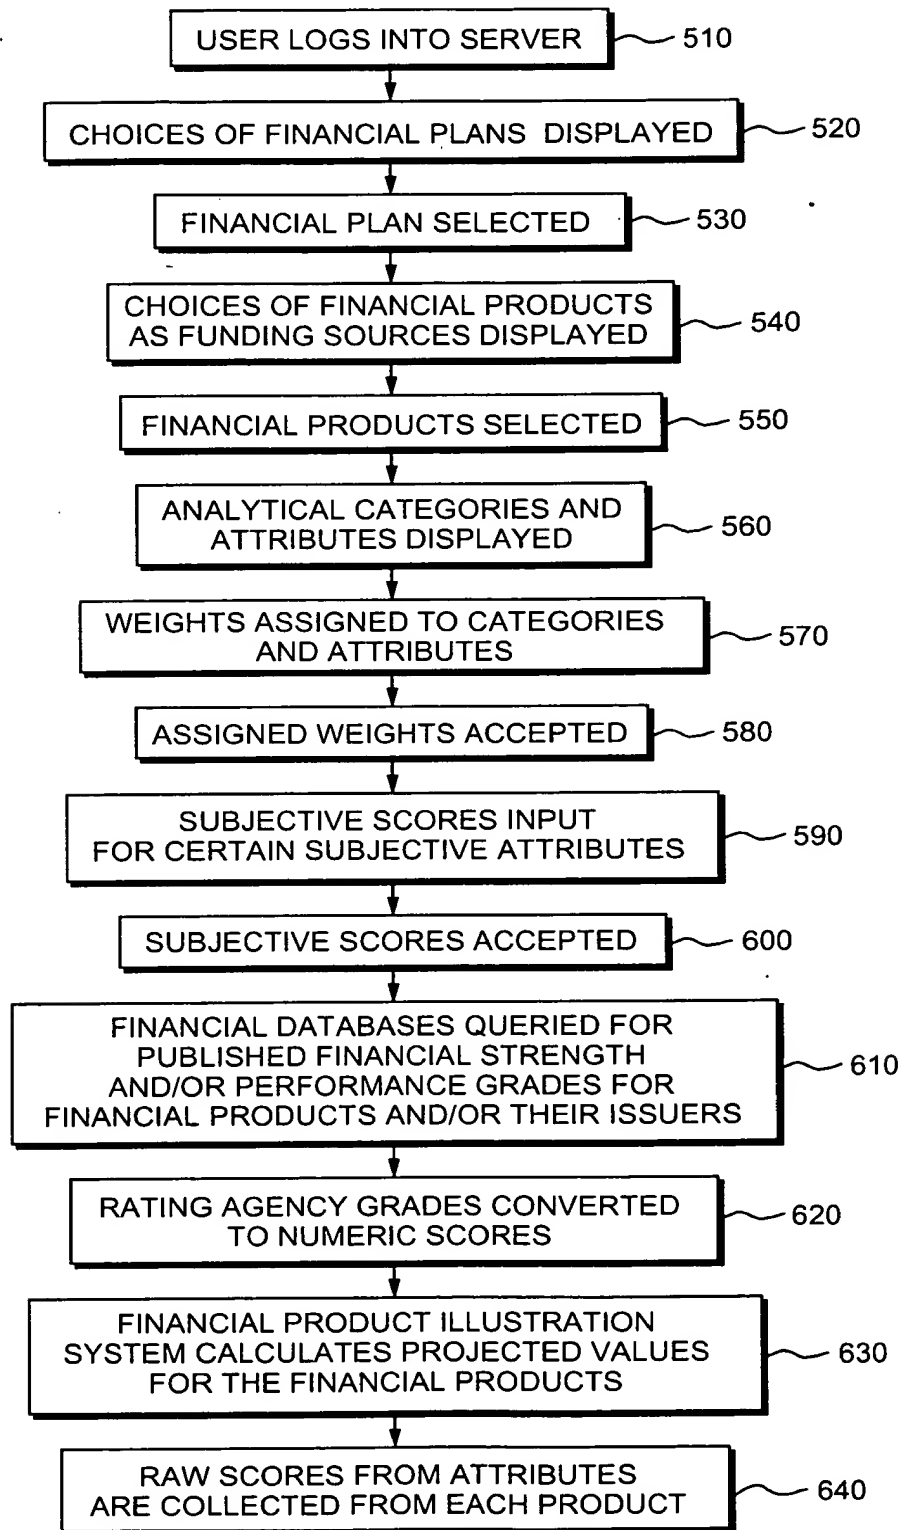 USER LOGS INTO SERVER 510
CHOICES OF FINANCIAL PLANS DISPLAYED 520
FINANCIAL PLAN SELECTED 530
CHOICES OF FINANCIAL PRODUCTS
AS FUNDING SOURCES DISPLAYED 540
FINANCIAL PRODUCTS SELECTED 550
ANALYTICAL CATEGORIES AND
ATTRIBUTES DISPLAYED 560
WEIGHTS ASSIGNED TO CATEGORIES
AND ATTRIBUTES 570
ASSIGNED WEIGHTS ACCEPTED 580
SUBJECTIVE SCORES INPUT
FOR CERTAIN SUBJECTIVE ATTRIBUTES 590
SUBJECTIVE SCORES ACCEPTED 600
FINANCIAL DATABASES QUERIED FOR
PUBLISHED FINANCIAL STRENGTH
AND/OR PERFORMANCE GRADES FOR
FINANCIAL PRODUCTS AND/OR THEIR ISSUERS 610
RATING AGENCY GRADES CONVERTED
TO NUMERIC SCORES 620
FINANCIAL PRODUCT ILLUSTRATION
SYSTEM CALCULATES PROJECTED VALUES
FOR THE FINANCIAL PRODUCTS 630
RAW SCORES FROM ATTRIBUTES
ARE COLLECTED FROM EACH PRODUCT 640